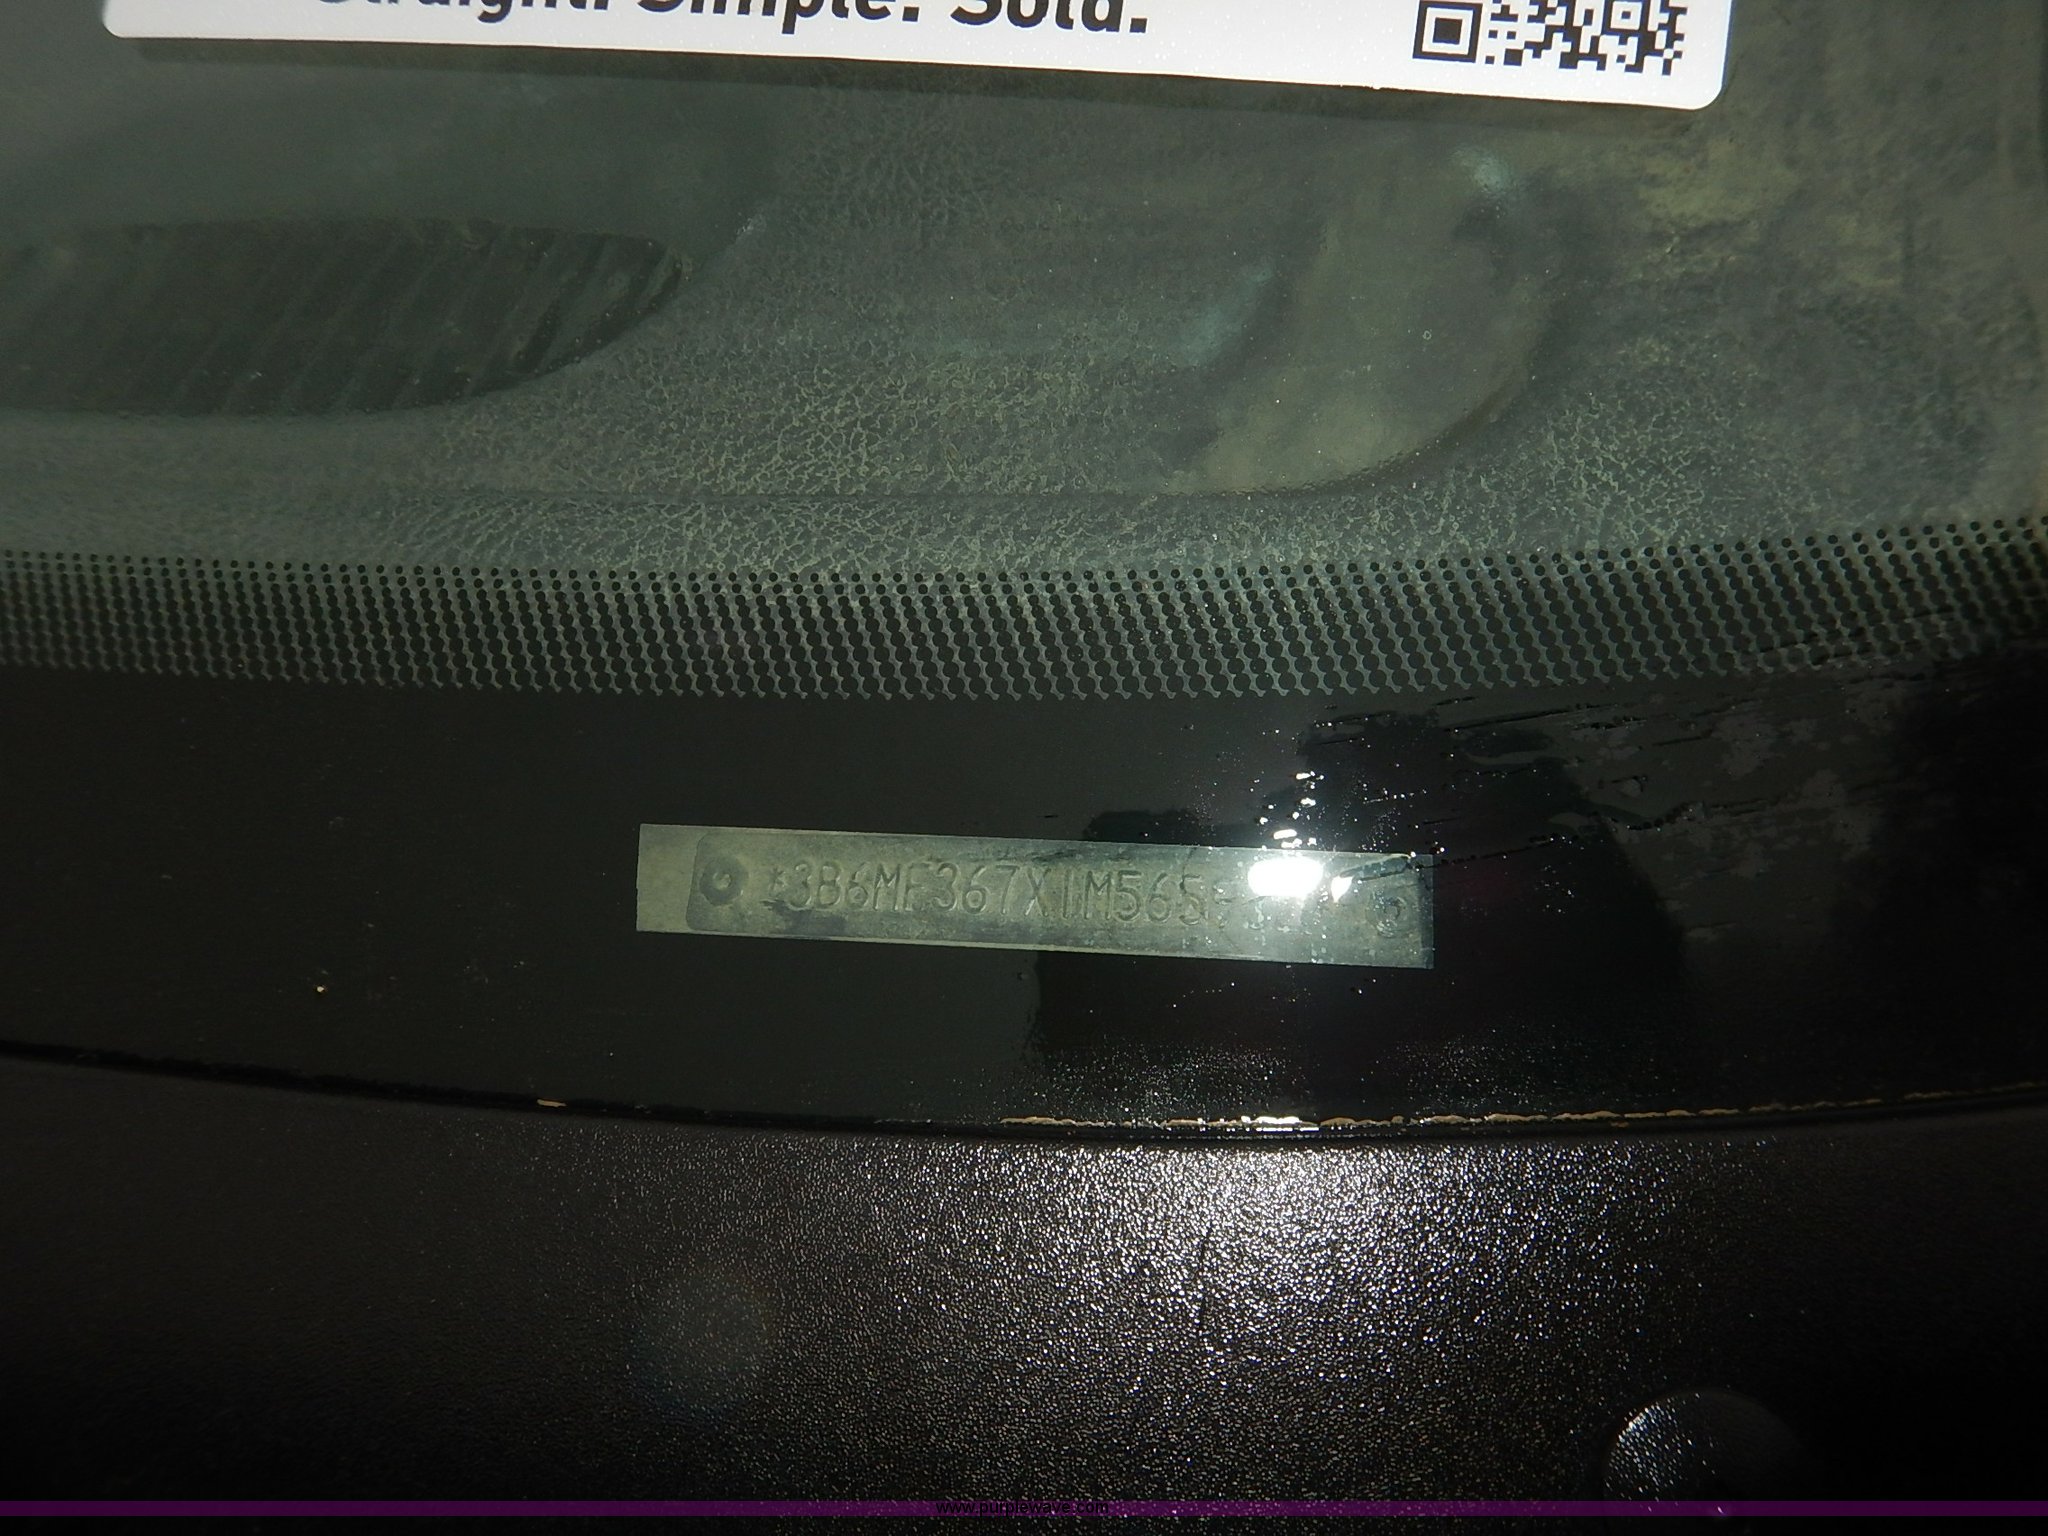 Straight. Simple. Sold.
*3B6MF367X1M565
www.purplewave.com